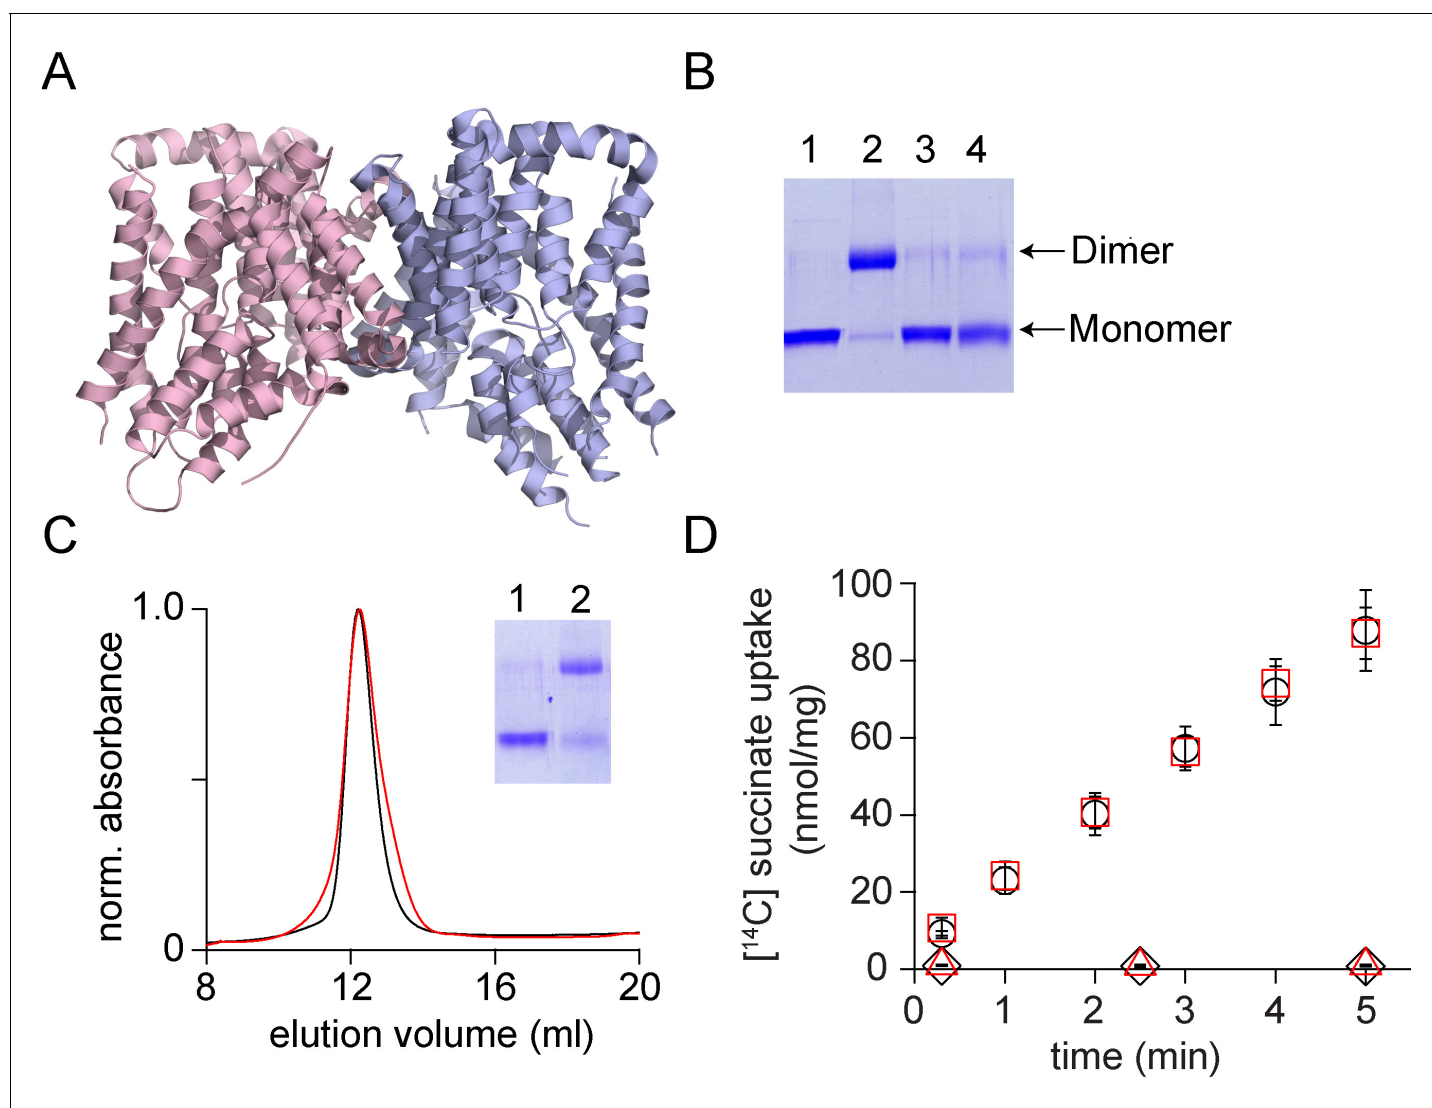 A
B
1 2 3 4
Dimer
Monomer
C
1.0
0
norm. absorbance
8 12 16 20
elution volume (ml)
1 2
D
100
80
60
40
20
0
[¹⁴C] succinate uptake
(nmol/mg)
0 1 2 3 4 5
time (min)